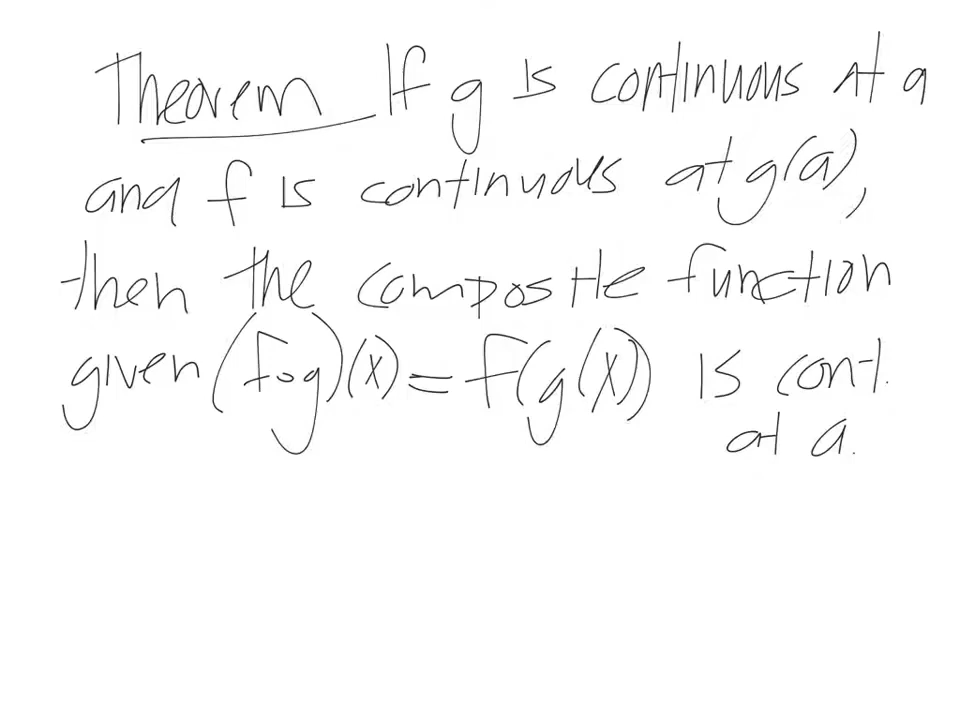 Theorem If g is continuous at a
and f is continuous at g(a),
then the composite function
given (f∘g)(x) = f(g(x)) is cont.
at a.